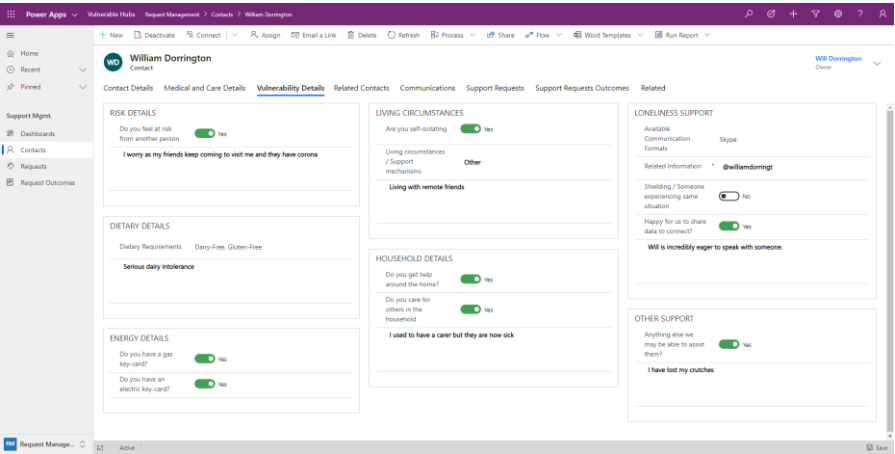 Power Apps Vulnerable Hubs Request Management > Contacts > William Dorrington
New Deactivate Connect Assign Email a Link Delete Refresh Process Share Flow Word Templates Run Report
Home
Recent
Pinned
Support Mgmt.
Dashboards
Contacts
Requests
Request Outcomes
RM Request Manage...
WD William Dorrington
Contact
Will Dorrington
Owner
Contact Details Medical and Care Details Vulnerability Details Related Contacts Communications Support Requests Support Requests Outcomes Related
RISK DETAILS
Do you feel at risk
from another person
Yes
I worry as my friends keep coming to visit me and they have corona
DIETARY DETAILS
Dietary Requirements Dairy-Free, Gluten-Free
Serious dairy intolerance
ENERGY DETAILS
Do you have a gas
key-card?
Yes
Do you have an
electric key-card?
Yes
LIVING CIRCUMSTANCES
Are you self-isolating Yes
Living circumstances
/ Support
mechanisms
Other
Living with remote friends
HOUSEHOLD DETAILS
Do you get help
around the home?
Yes
Do you care for
others in the
household
Yes
I used to have a carer but they are now sick
LONELINESS SUPPORT
Available
Communication
Formats
Skype
Related Information * @williamdorringt
Shielding / Someone
experiencing same
situation
No
Happy for us to share
data to connect?
Yes
Will is incredibly eager to speak with someone.
OTHER SUPPORT
Anything else we
may be able to assist
them?
Yes
I have lost my crutches
Active
Save